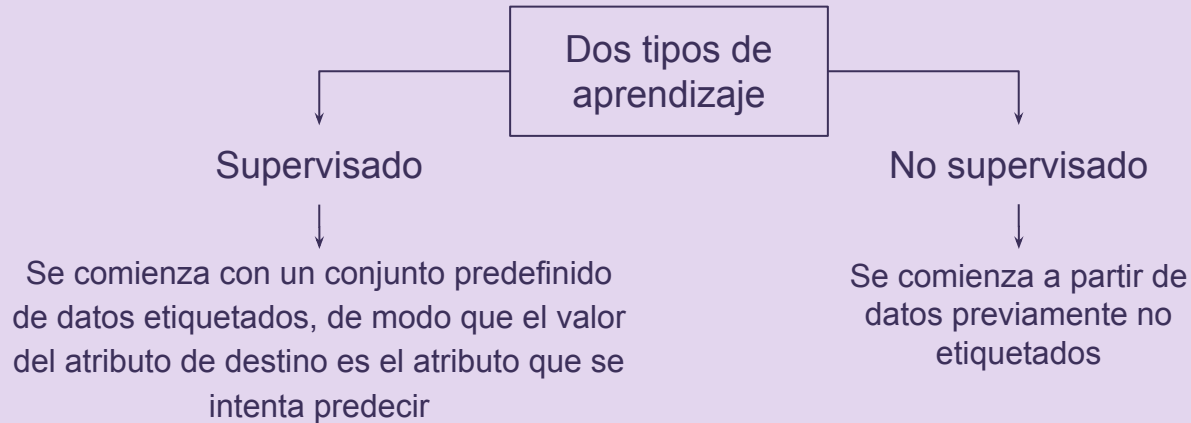 Dos tipos de
aprendizaje
Supervisado
No supervisado
Se comienza con un conjunto predefinido
de datos etiquetados, de modo que el valor
del atributo de destino es el atributo que se
intenta predecir
Se comienza a partir de
datos previamente no
etiquetados